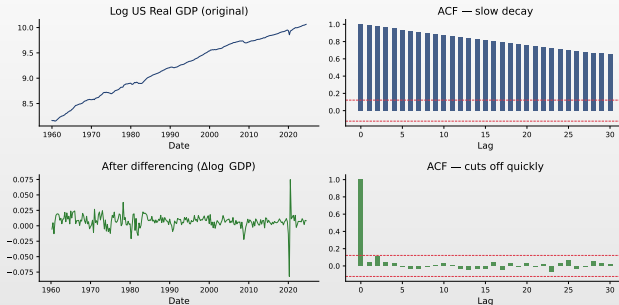 Log US Real GDP (original)
10.0
9.5
9.0
8.5
1960 1970 1980 1990 2000 2010 2020
Date
ACF — slow decay
1.0
0.8
0.6
0.4
0.2
0.0
0 5 10 15 20 25 30
Lag
After differencing (Δlog GDP)
0.075
0.050
0.025
0.000
−0.025
−0.050
−0.075
1960 1970 1980 1990 2000 2010 2020
Date
ACF — cuts off quickly
1.0
0.8
0.6
0.4
0.2
0.0
0 5 10 15 20 25 30
Lag